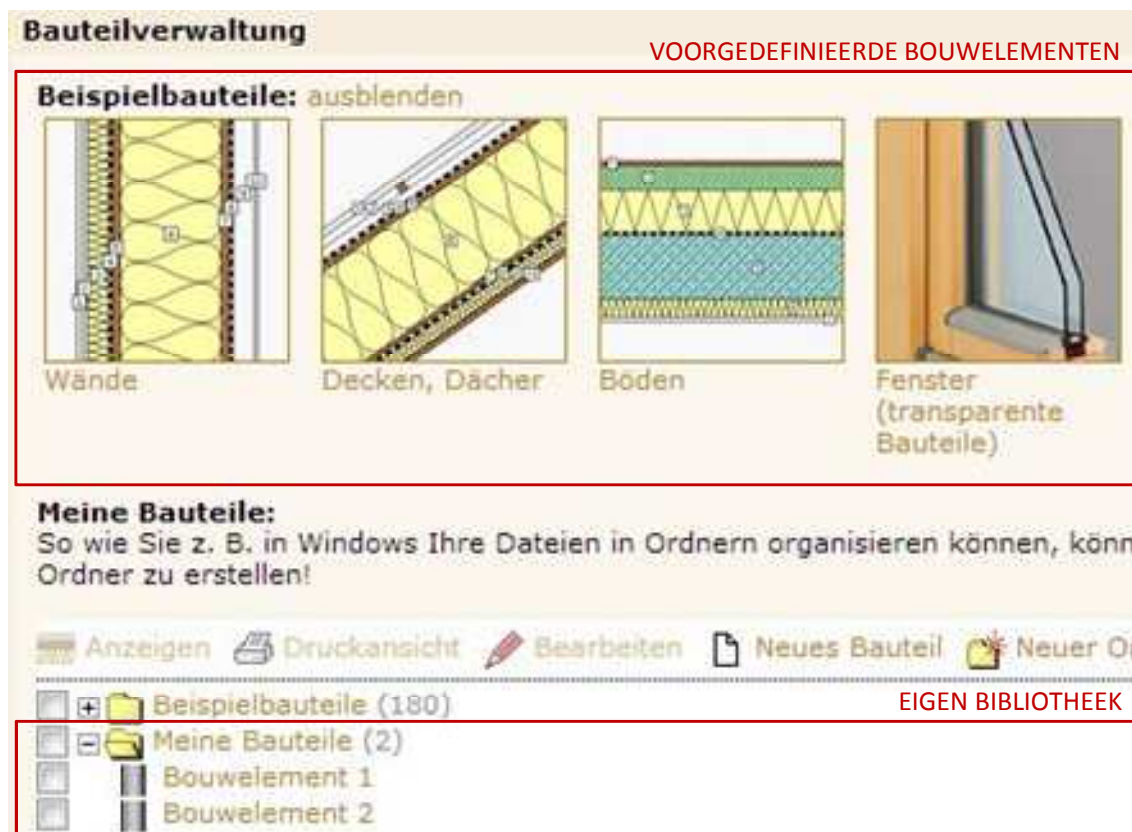 Bauteilverwaltung
VOORGEDEFINIEERDE BOUWELEMENTEN
Beispielbauteile: ausblenden
Wände
Decken, Dächer
Böden
Fenster
(transparente
Bauteile)
Meine Bauteile:
So wie Sie z. B. in Windows Ihre Dateien in Ordnern organisieren können, könn
Ordner zu erstellen!
Anzeigen Druckansicht Bearbeiten Neues Bauteil Neuer Or
Beispielbauteile (180)
EIGEN BIBLIOTHEEK
Meine Bauteile (2)
Bouwelement 1
Bouwelement 2